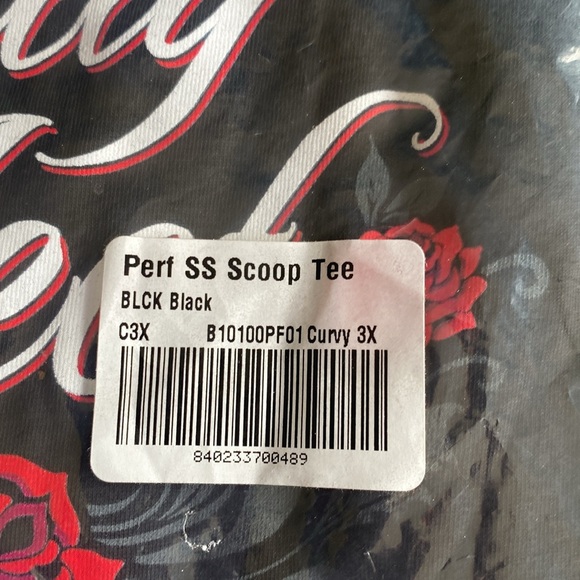 Perf SS Scoop Tee
BLCK Black
C3X B10100PF01 Curvy 3X
840233700489